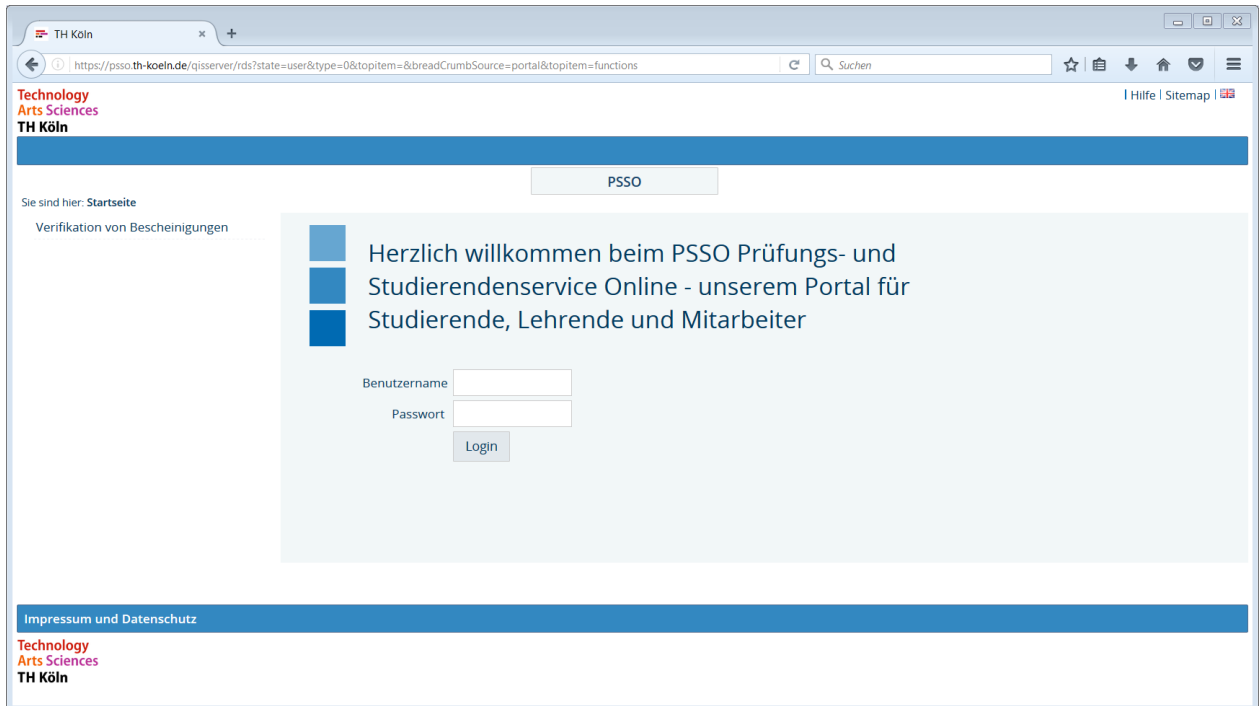 TH Köln
https://psso.th-koeln.de/qisserver/rds?state=user&type=0&topitem=&breadCrumbSource=portal&topitem=functions
Suchen
Technology
Arts Sciences
TH Köln
| Hilfe | Sitemap |
PSSO
Sie sind hier: Startseite
Verifikation von Bescheinigungen
Herzlich willkommen beim PSSO Prüfungs- und
Studierendenservice Online - unserem Portal für
Studierende, Lehrende und Mitarbeiter
Benutzername
Passwort
Login
Impressum und Datenschutz
Technology
Arts Sciences
TH Köln